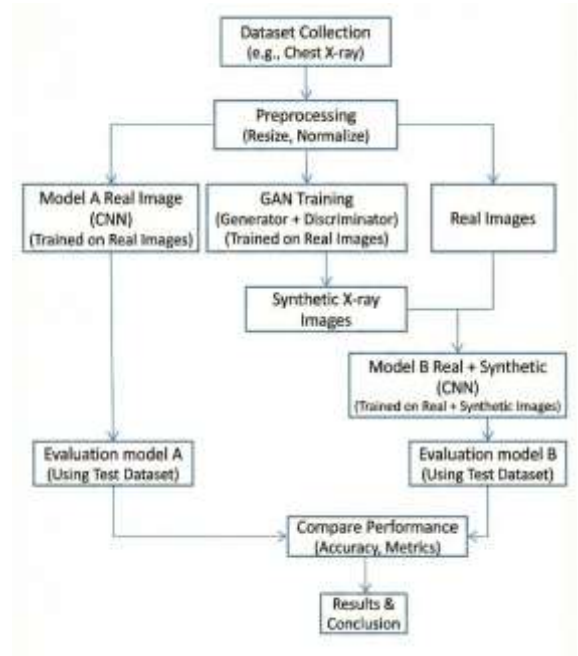 Dataset Collection
(e.g., Chest X-ray)
Preprocessing
(Resize, Normalize)
Model A Real Image
(CNN)
(Trained on Real Images)
GAN Training
(Generator + Discriminator)
(Trained on Real Images)
Real Images
Synthetic X-ray
Images
Model B Real + Synthetic
(CNN)
(Trained on Real + Synthetic Images)
Evaluation model A
(Using Test Dataset)
Evaluation model B
(Using Test Dataset)
Compare Performance
(Accuracy, Metrics)
Results &
Conclusion